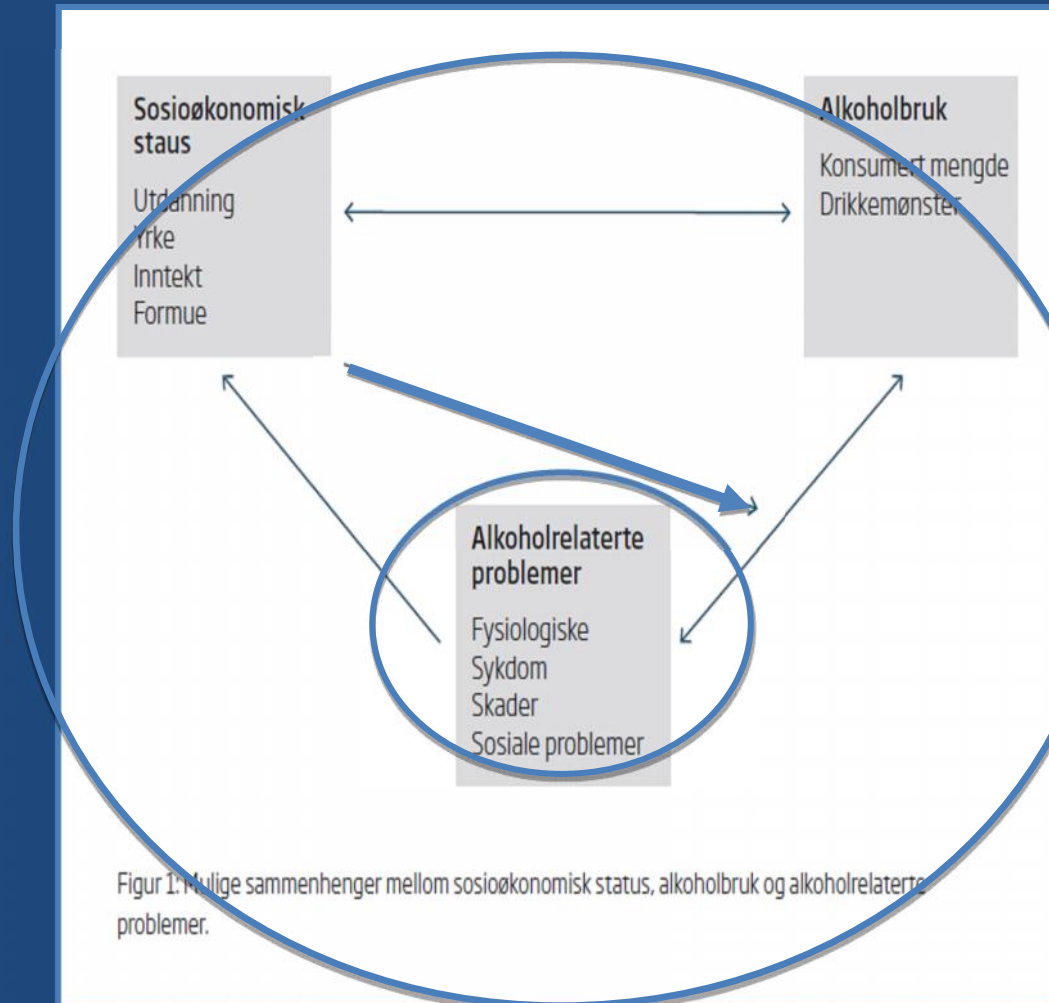 Sosioøkonomisk
staus
Utdanning
Yrke
Inntekt
Formue
Alkoholbruk
Konsumert mengde
Drikkemønster
Alkoholrelaterte
problemer
Fysiologiske
Sykdom
Skader
Sosiale problemer
Figur 1: Mulige sammenhenger mellom sosioøkonomisk status, alkoholbruk og alkoholrelaterte
problemer.